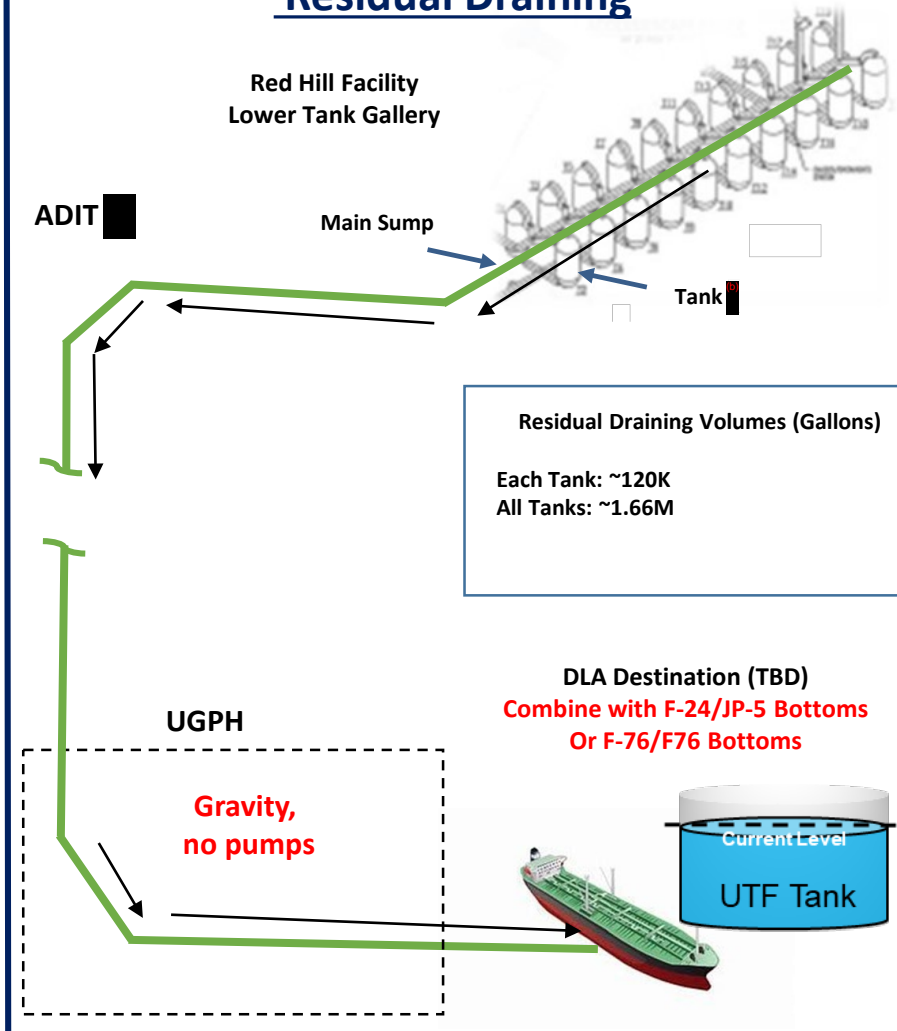 Residual Draining
Red Hill Facility
Lower Tank Gallery
ADIT
Main Sump
Tank
(b)
Residual Draining Volumes (Gallons)
Each Tank: ~120K
All Tanks: ~1.66M
DLA Destination (TBD)
Combine with F-24/JP-5 Bottoms
Or F-76/F76 Bottoms
UGPH
Gravity,
no pumps
Current Level
UTF Tank